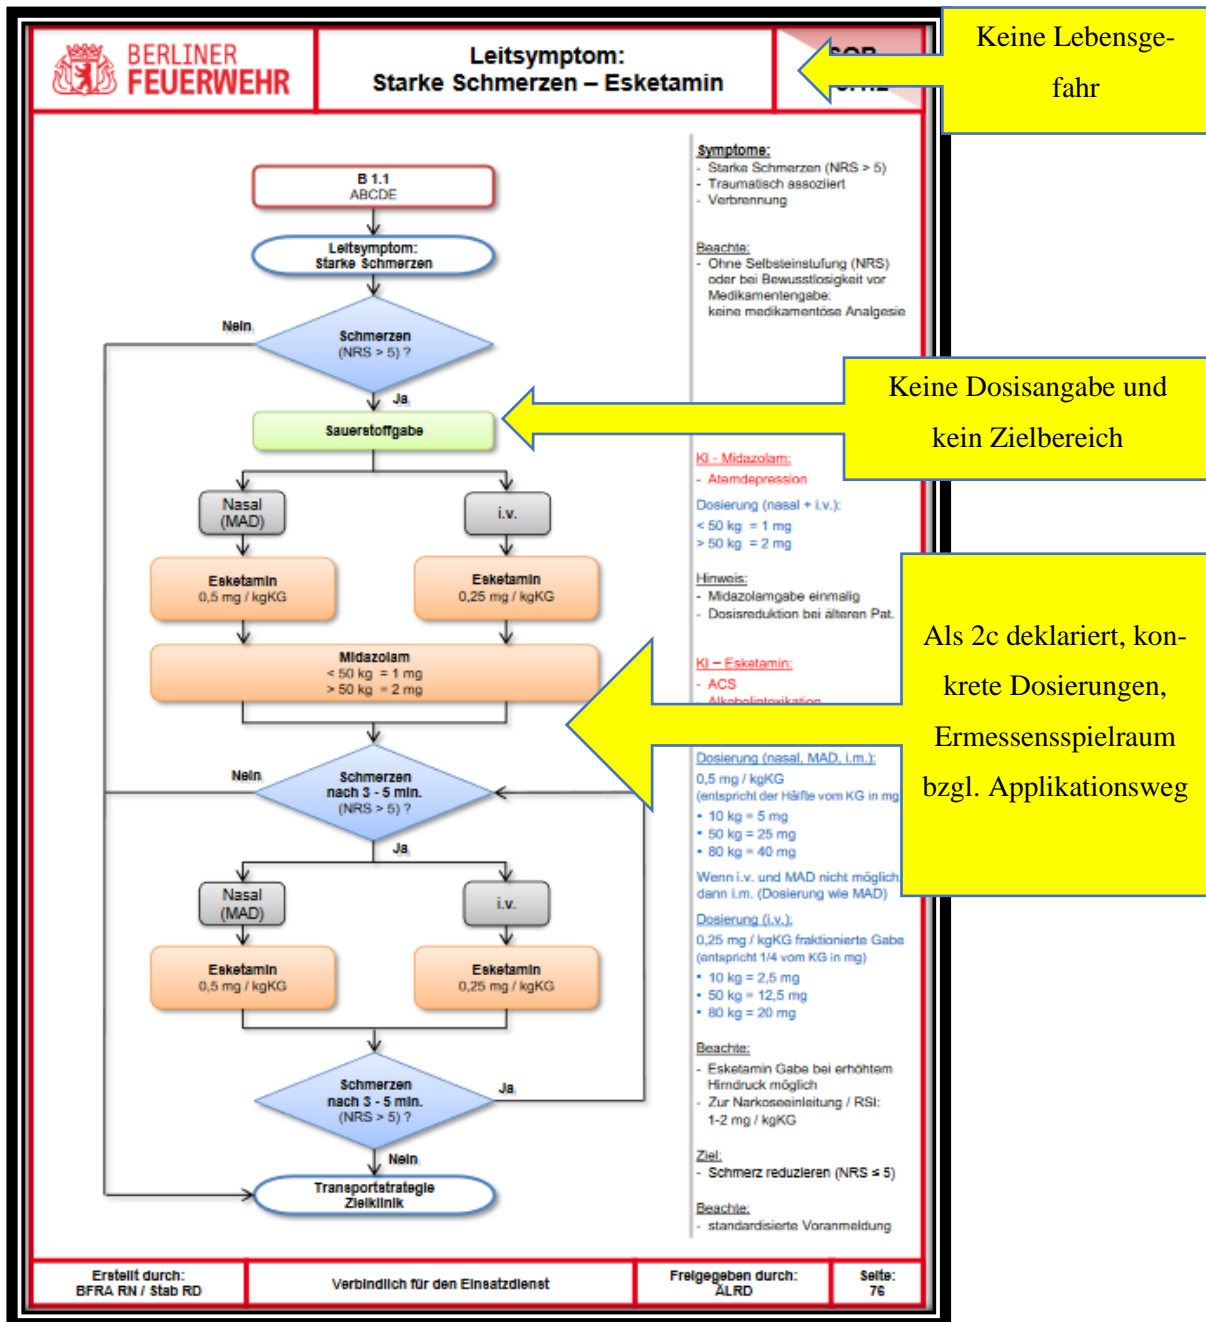 BERLINER
FEUERWEHR
Leitsymptom:
Starke Schmerzen – Esketamin
Keine Lebensge-
fahr
B 1.1
ABCDE
Leitsymptom:
Starke Schmerzen
Nein
Schmerzen
(NRS > 5) ?
Ja
Sauerstoffgabe
Nasal
(MAD)
i.v.
Esketamin
0,5 mg / kgKG
Esketamin
0,25 mg / kgKG
Midazolam
< 50 kg = 1 mg
> 50 kg = 2 mg
Nein
Schmerzen
nach 3 - 5 min.
(NRS > 5) ?
Ja
Nasal
(MAD)
i.v.
Esketamin
0,5 mg / kgKG
Esketamin
0,25 mg / kgKG
Schmerzen
nach 3 - 5 min.
(NRS > 5) ?
Ja
Nein
Transportstrategie
Zielklinik
Symptome:
- Starke Schmerzen (NRS > 5)
- Traumatisch assoziiert
- Verbrennung
Beachte:
- Ohne Selbsteinstufung (NRS)
oder bei Bewusstlosigkeit vor
Medikamentengabe:
keine medikamentöse Analgesie
Keine Dosisangabe und
kein Zielbereich
KI - Midazolam:
- Atemdepression
Dosierung (nasal + i.v.):
< 50 kg = 1 mg
> 50 kg = 2 mg
Hinweis:
- Midazolamgabe einmalig
- Dosisreduktion bei älteren Pat.
KI – Esketamin:
- ACS
- Alkoholintoxikation
Als 2c deklariert, kon-
krete Dosierungen,
Ermessensspielraum
bzgl. Applikationsweg
Dosierung (nasal, MAD, i.m.):
0,5 mg / kgKG
(entspricht der Hälfte vom KG in mg
• 10 kg = 5 mg
• 50 kg = 25 mg
• 80 kg = 40 mg
Wenn i.v. und MAD nicht möglich,
dann i.m. (Dosierung wie MAD)
Dosierung (i.v.):
0,25 mg / kgKG fraktionierte Gabe
(entspricht 1/4 vom KG in mg)
• 10 kg = 2,5 mg
• 50 kg = 12,5 mg
• 80 kg = 20 mg
Beachte:
- Esketamin Gabe bei erhöhtem
Hirndruck möglich
- Zur Narkoseeinleitung / RSI:
1-2 mg / kgKG
Ziel:
- Schmerz reduzieren (NRS ≤ 5)
Beachte:
- standardisierte Voranmeldung
Erstellt durch:
BFRA RN / Stab RD
Verbindlich für den Einsatzdienst
Freigegeben durch:
ÄLRD
Seite:
76